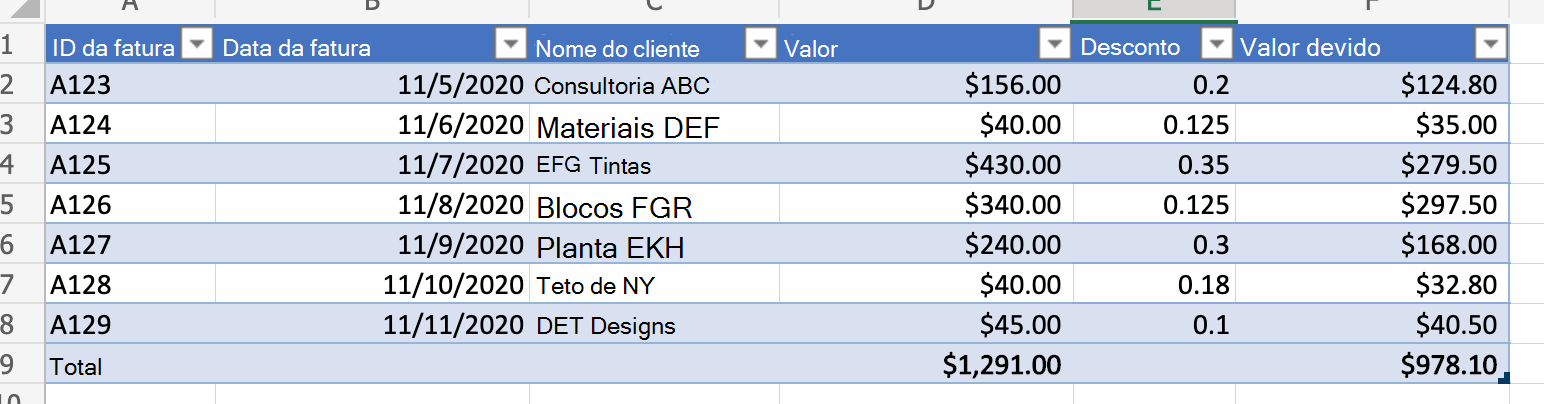 A B C D E F
1 ID da fatura Data da fatura Nome do cliente Valor Desconto Valor devido
2 A123 11/5/2020 Consultoria ABC $156.00 0.2 $124.80
3 A124 11/6/2020 Materiais DEF $40.00 0.125 $35.00
4 A125 11/7/2020 EFG Tintas $430.00 0.35 $279.50
5 A126 11/8/2020 Blocos FGR $340.00 0.125 $297.50
6 A127 11/9/2020 Planta EKH $240.00 0.3 $168.00
7 A128 11/10/2020 Teto de NY $40.00 0.18 $32.80
8 A129 11/11/2020 DET Designs $45.00 0.1 $40.50
9 Total $1,291.00 $978.10
10